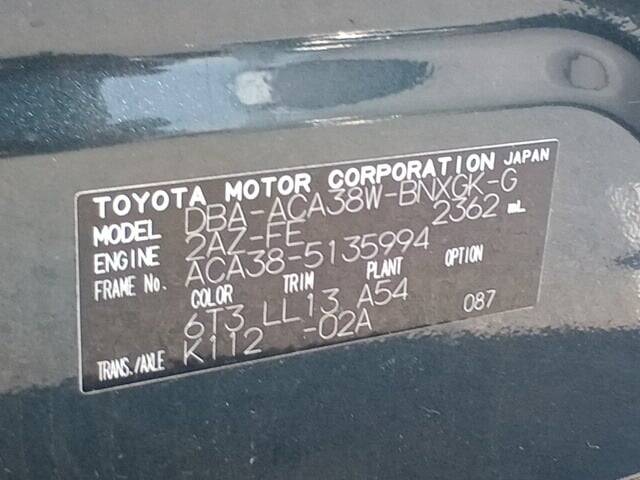 TOYOTA MOTOR CORPORATION JAPAN
MODEL DBA-ACA38W-BNXGK-G
ENGINE 2AZ-FE 2362 mL
FRAME No. ACA38-5135994
COLOR TRIM PLANT OPTION
6T3 LL13 A54 087
TRANS./AXLE K112 -02A